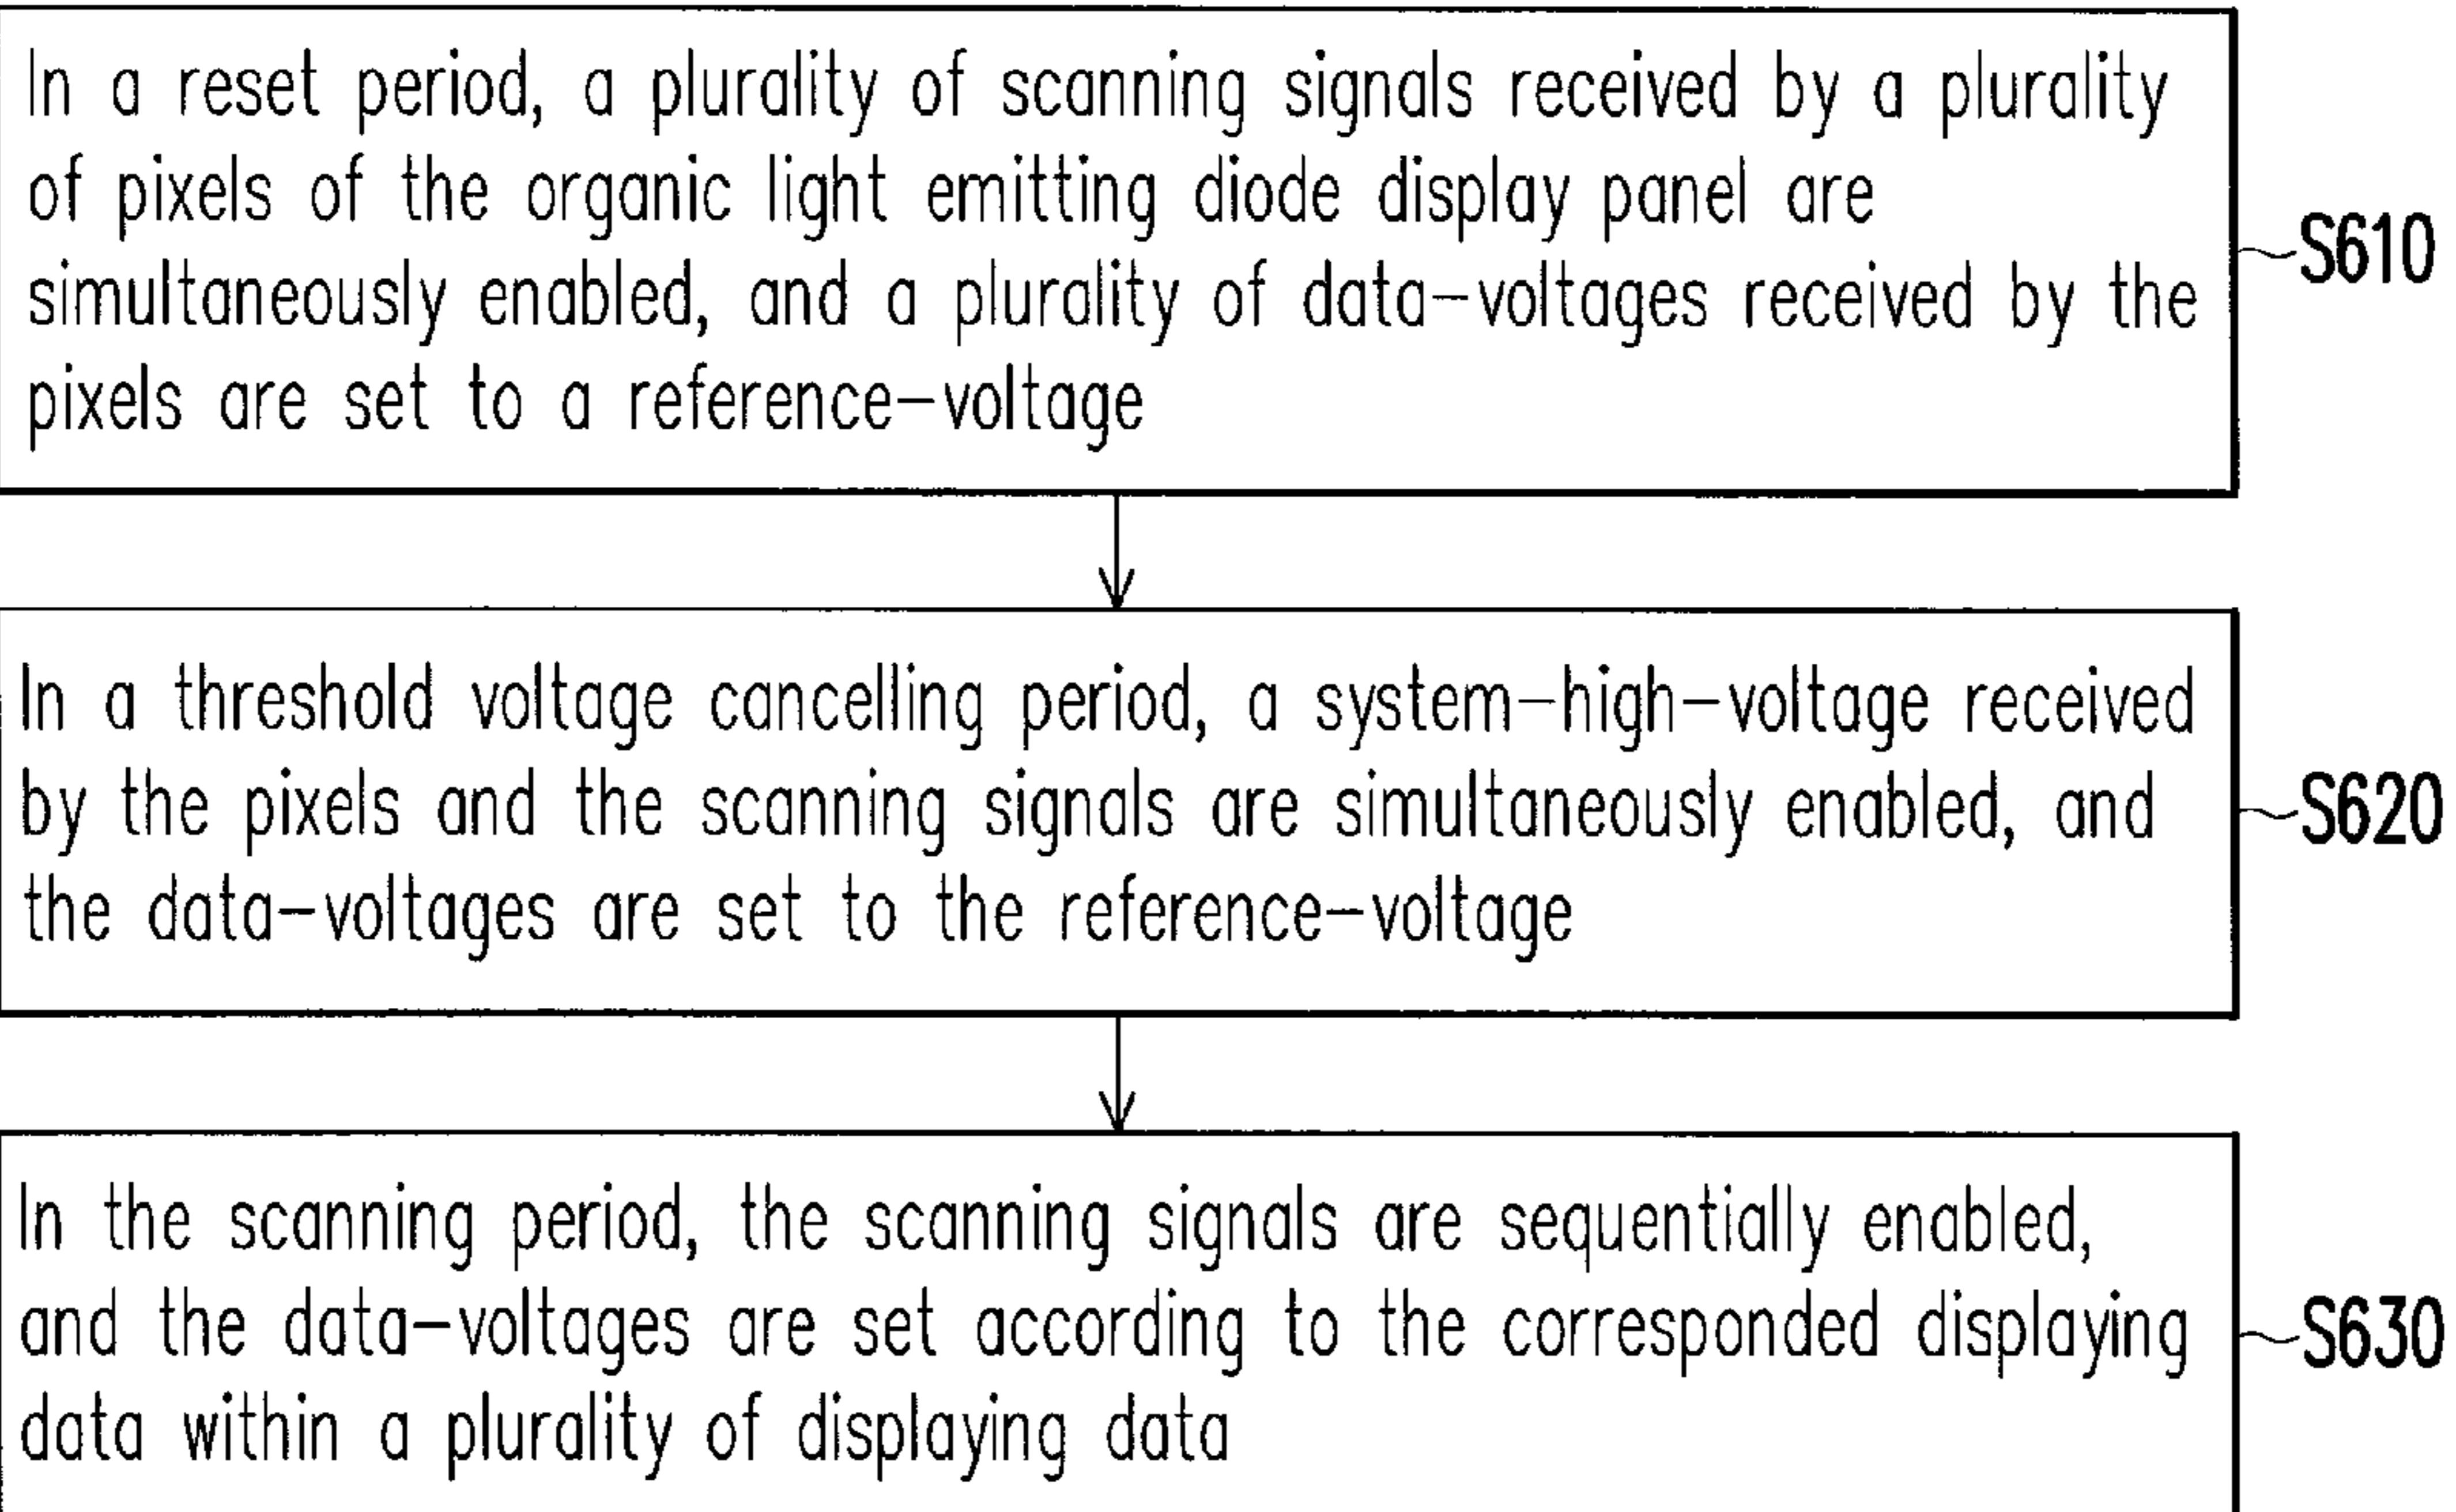 In a reset period, a plurality of scanning signals received by a plurality
of pixels of the organic light emitting diode display panel are
simultaneously enabled, and a plurality of data-voltages received by the
pixels are set to a reference-voltage
S610
In a threshold voltage cancelling period, a system-high-voltage received
by the pixels and the scanning signals are simultaneously enabled, and
the data-voltages are set to the reference-voltage
S620
In the scanning period, the scanning signals are sequentially enabled,
and the data-voltages are set according to the corresponded displaying
data within a plurality of displaying data
S630